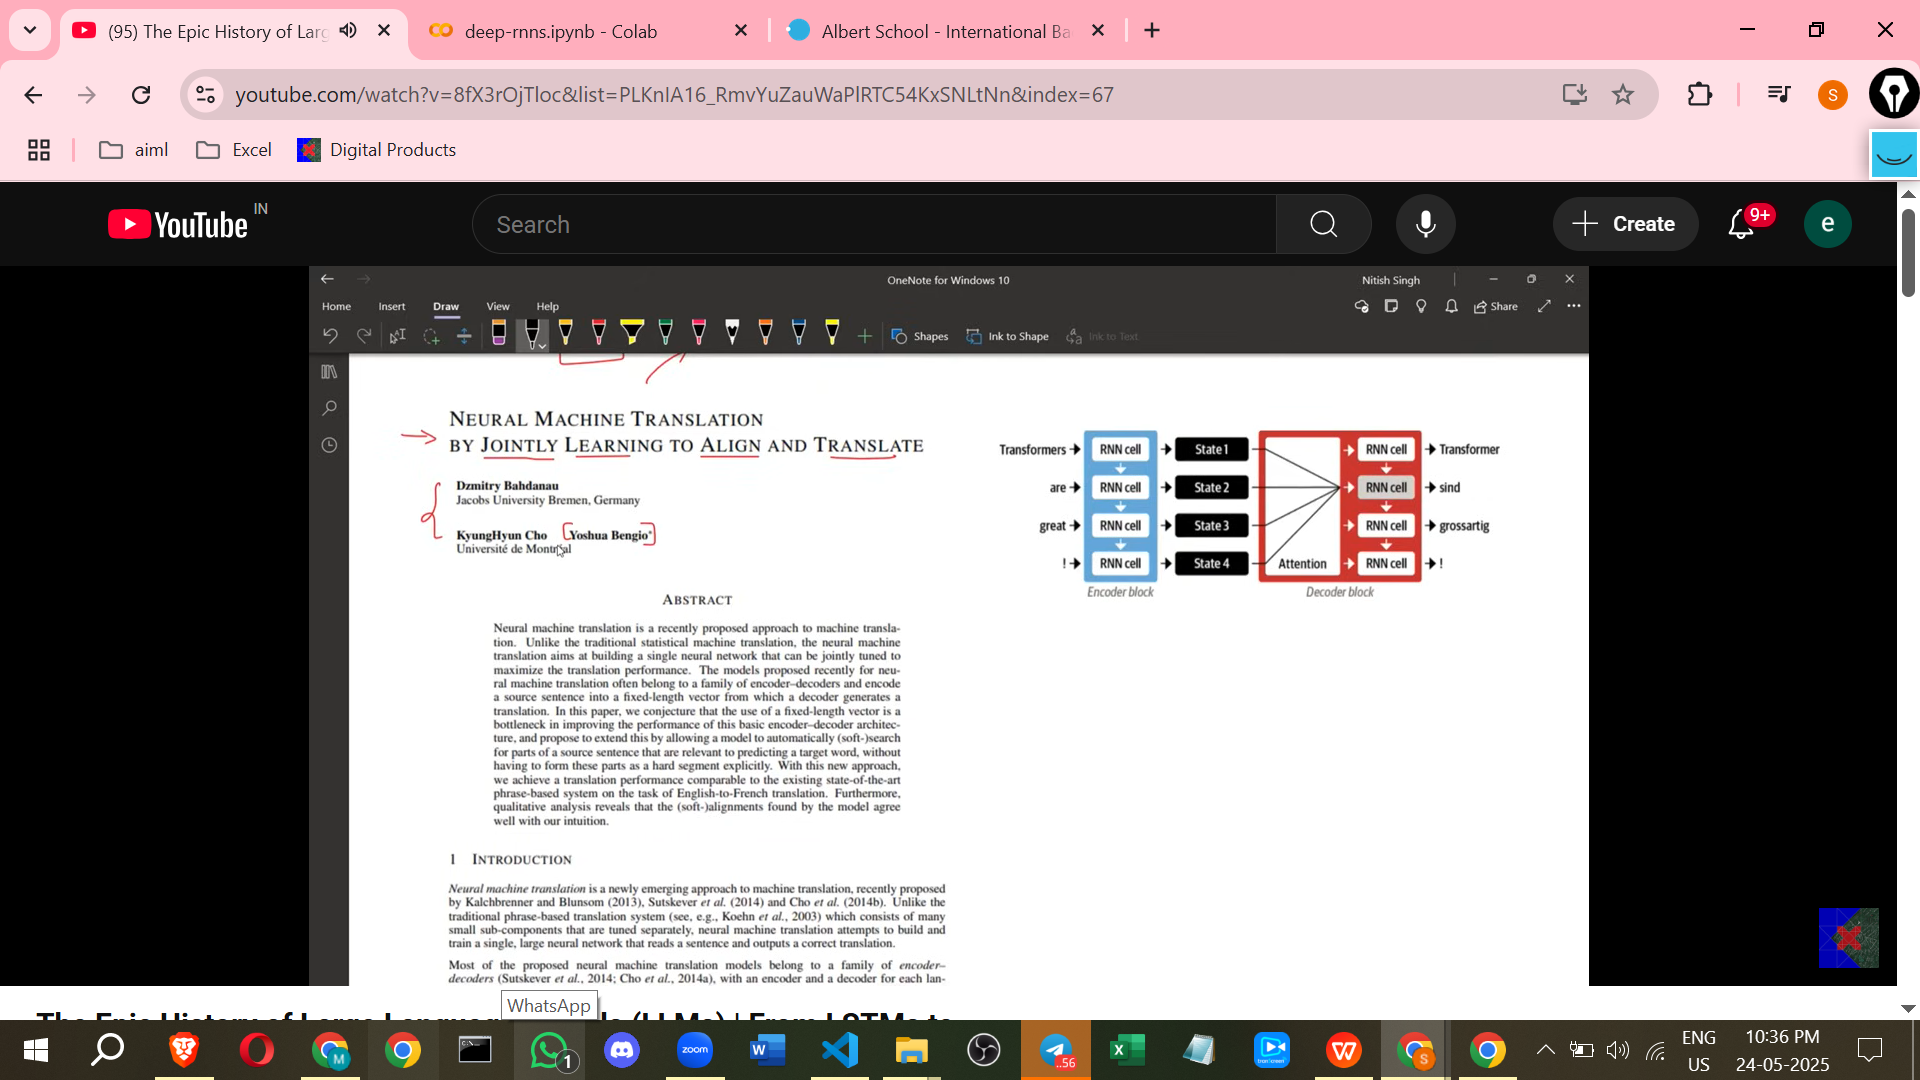 (95) The Epic History of Lar
deep-rnns.ipynb - Colab
Albert School - International Ba
youtube.com/watch?v=8fX3rOjTloc&list=PLKnIA16_RmvYuZauWaPlRTC54KxSNLtNn&index=67
S
aiml
Excel
Digital Products
YouTube IN
Search
Create
9+
e
OneNote for Windows 10
Nitish Singh
Home Insert Draw View Help
Share
Shapes
Ink to Shape
Ink to Text
NEURAL MACHINE TRANSLATION
BY JOINTLY LEARNING TO ALIGN AND TRANSLATE
Dzmitry Bahdanau
Jacobs University Bremen, Germany
KyungHyun Cho Yoshua Bengio*
Université de Montréal
ABSTRACT
Neural machine translation is a recently proposed approach to machine transla-
tion. Unlike the traditional statistical machine translation, the neural machine
translation aims at building a single neural network that can be jointly tuned to
maximize the translation performance. The models proposed recently for neu-
ral machine translation often belong to a family of encoder–decoders and encode
a source sentence into a fixed-length vector from which a decoder generates a
translation. In this paper, we conjecture that the use of a fixed-length vector is a
bottleneck in improving the performance of this basic encoder–decoder architec-
ture, and propose to extend this by allowing a model to automatically (soft-)search
for parts of a source sentence that are relevant to predicting a target word, without
having to form these parts as a hard segment explicitly. With this new approach,
we achieve a translation performance comparable to the existing state-of-the-art
phrase-based system on the task of English-to-French translation. Furthermore,
qualitative analysis reveals that the (soft-)alignments found by the model agree
well with our intuition.
1 INTRODUCTION
Neural machine translation is a newly emerging approach to machine translation, recently proposed
by Kalchbrenner and Blunsom (2013), Sutskever et al. (2014) and Cho et al. (2014b). Unlike the
traditional phrase-based translation system (see, e.g., Koehn et al., 2003) which consists of many
small sub-components that are tuned separately, neural machine translation attempts to build and
train a single, large neural network that reads a sentence and outputs a correct translation.
Most of the proposed neural machine translation models belong to a family of encoder–
decoders (Sutskever et al., 2014; Cho et al., 2014a), with an encoder and a decoder for each lan-
Transformers RNN cell State 1 RNN cell Transformer
are RNN cell State 2 RNN cell sind
great RNN cell State 3 RNN cell grossartig
! RNN cell State 4 Attention RNN cell !
Encoder block
Decoder block
WhatsApp
M
1
zoom
56
S
ENG
US
10:36 PM
24-05-2025